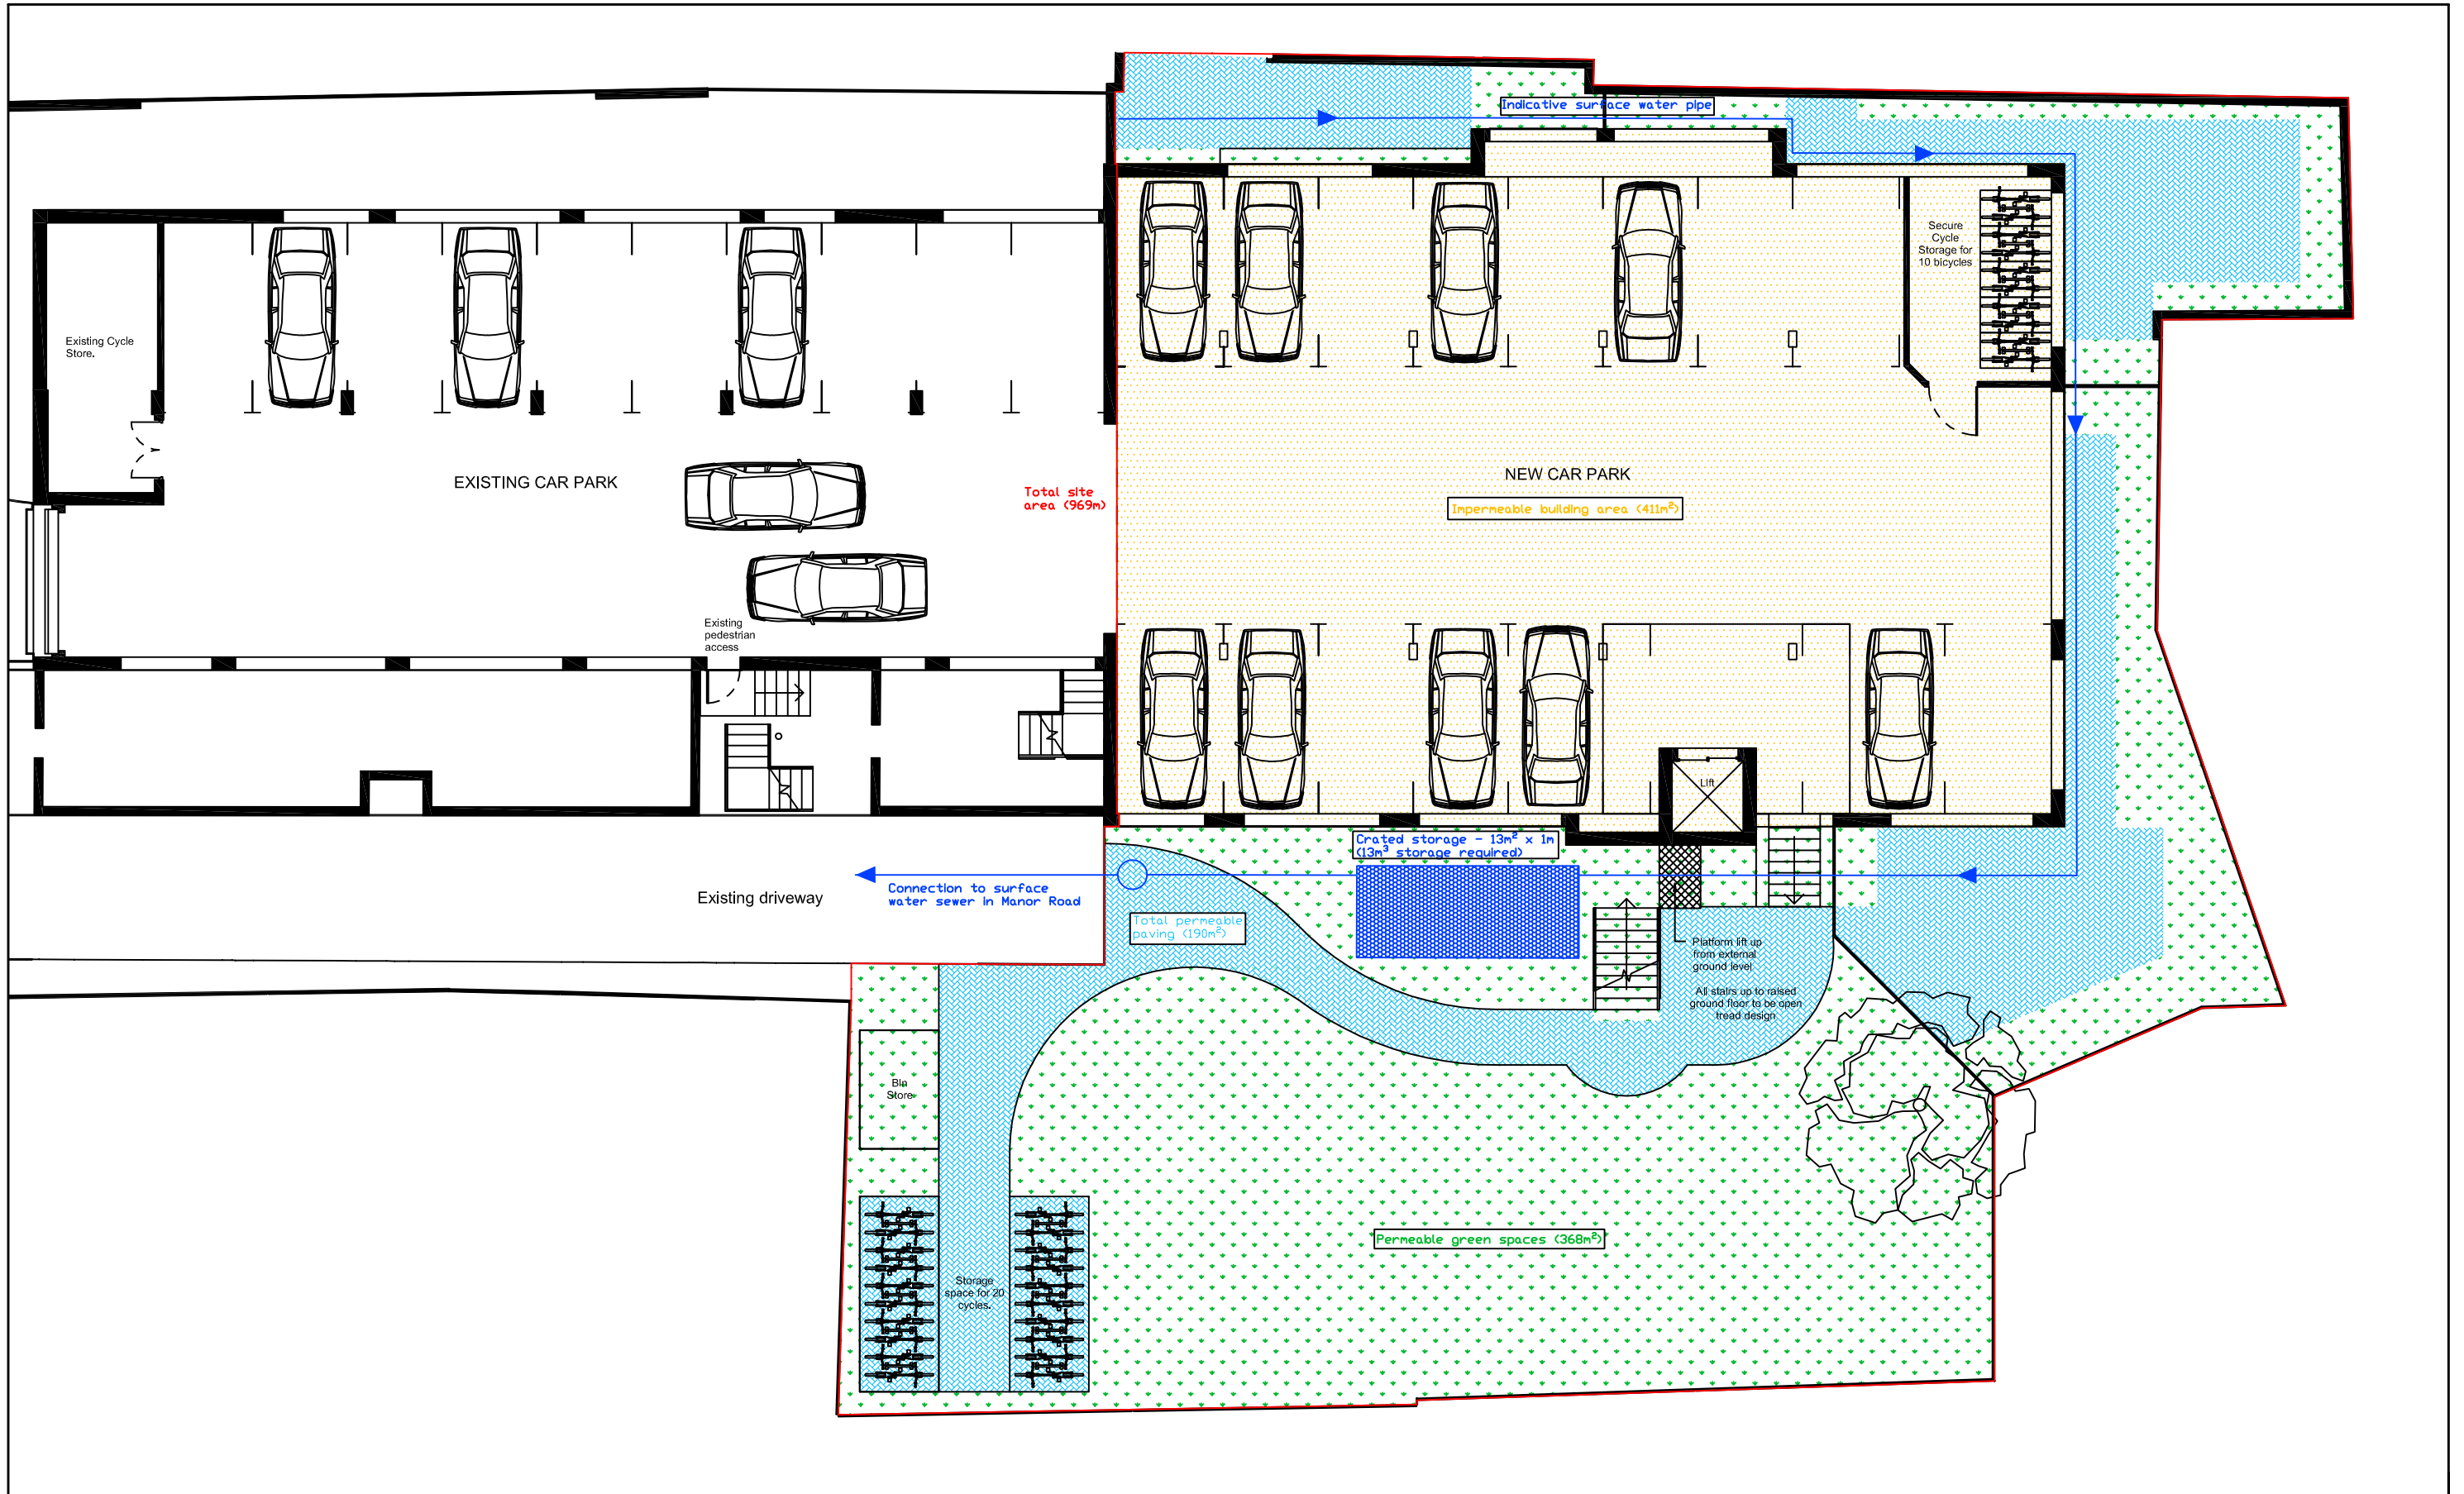 Indicative surface water pipe
Secure
Cycle
Storage for
10 bicycles
Existing Cycle
Store.
EXISTING CAR PARK
Total site
area (969m)
NEW CAR PARK
Impermeable building area (411m²)
Existing
pedestrian
access
Lift
Crated storage - 13m² x 1m
(13m³ storage required)
Existing driveway
Connection to surface
water sewer in Manor Road
Total permeable
paving (190m²)
Platform lift up
from external
ground level
All stairs up to raised
ground floor to be open
tread design
Bin
Store
Permeable green spaces (368m²)
Storage
space for 20
cycles.